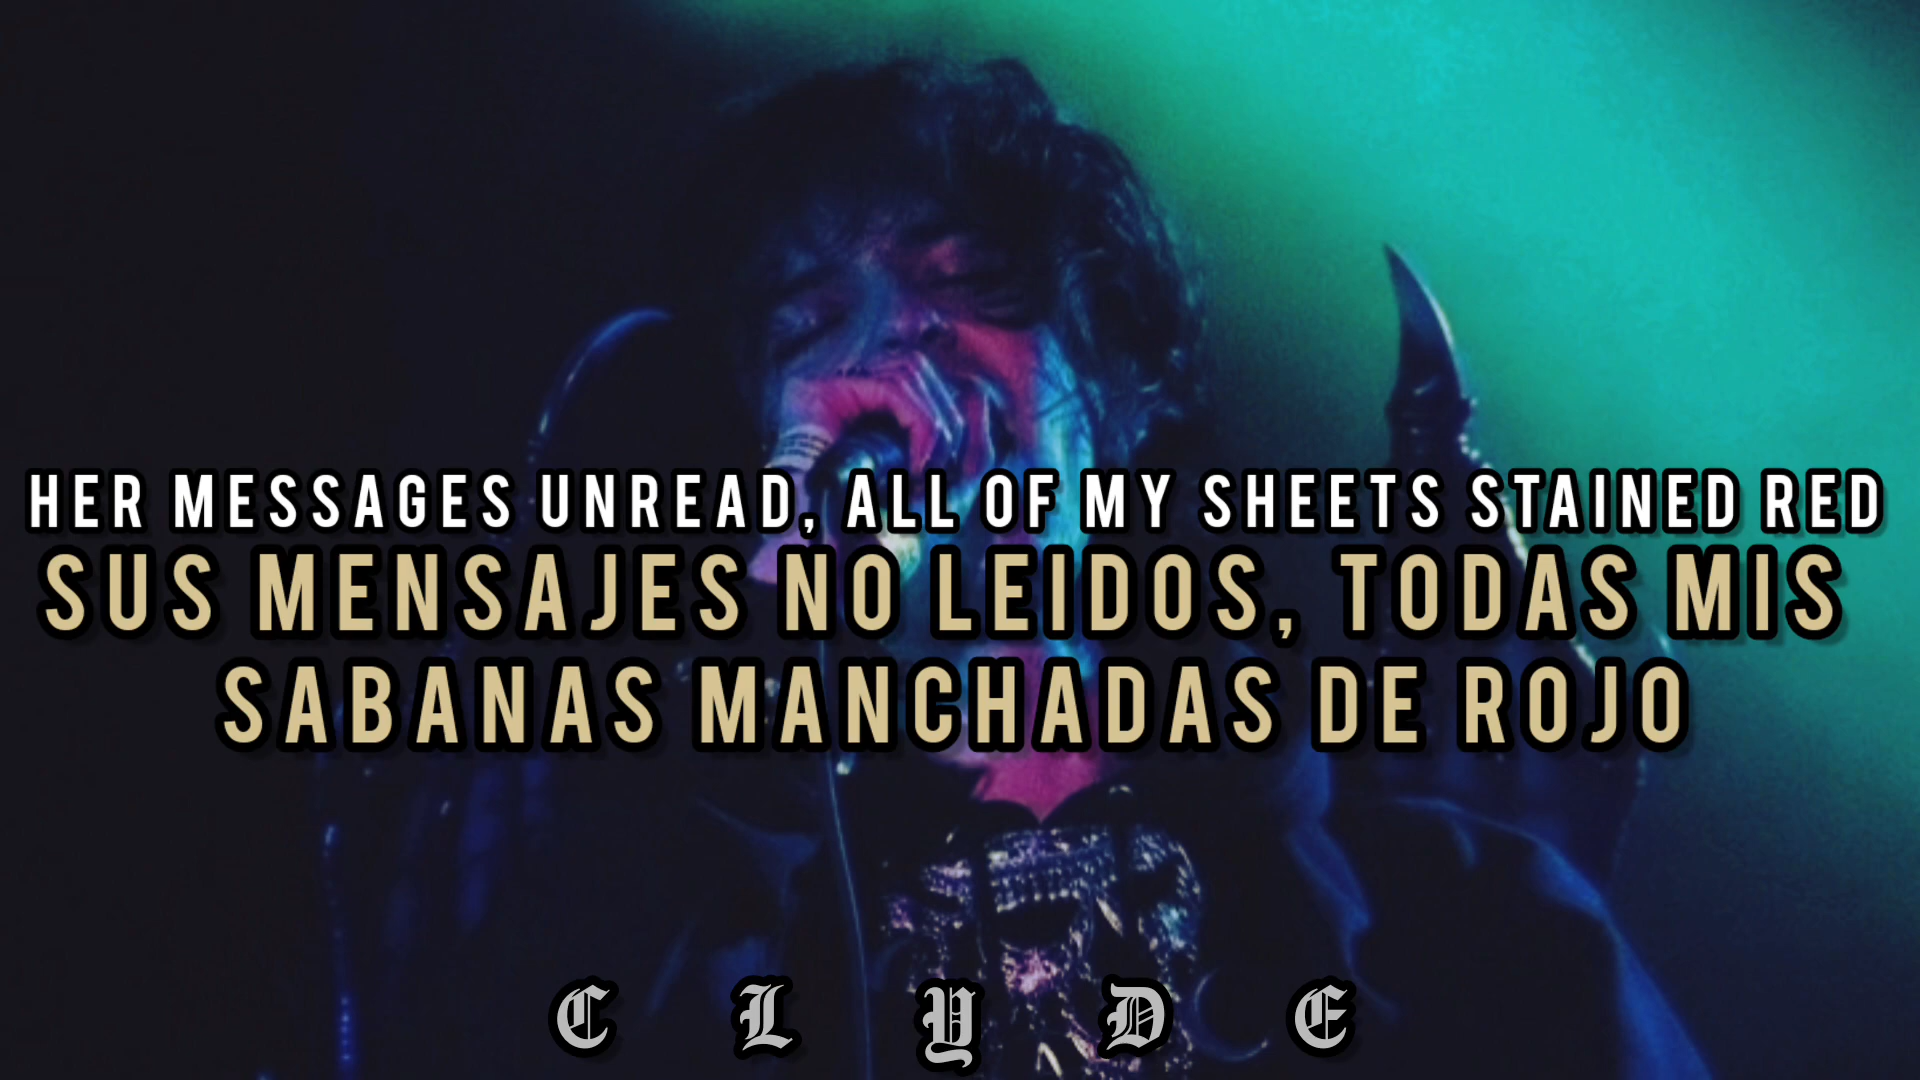 HER MESSAGES UNREAD, ALL OF MY SHEETS STAINED RED
SUS MENSAJES NO LEIDOS, TODAS MIS
SABANAS MANCHADAS DE ROJO
CLYDE